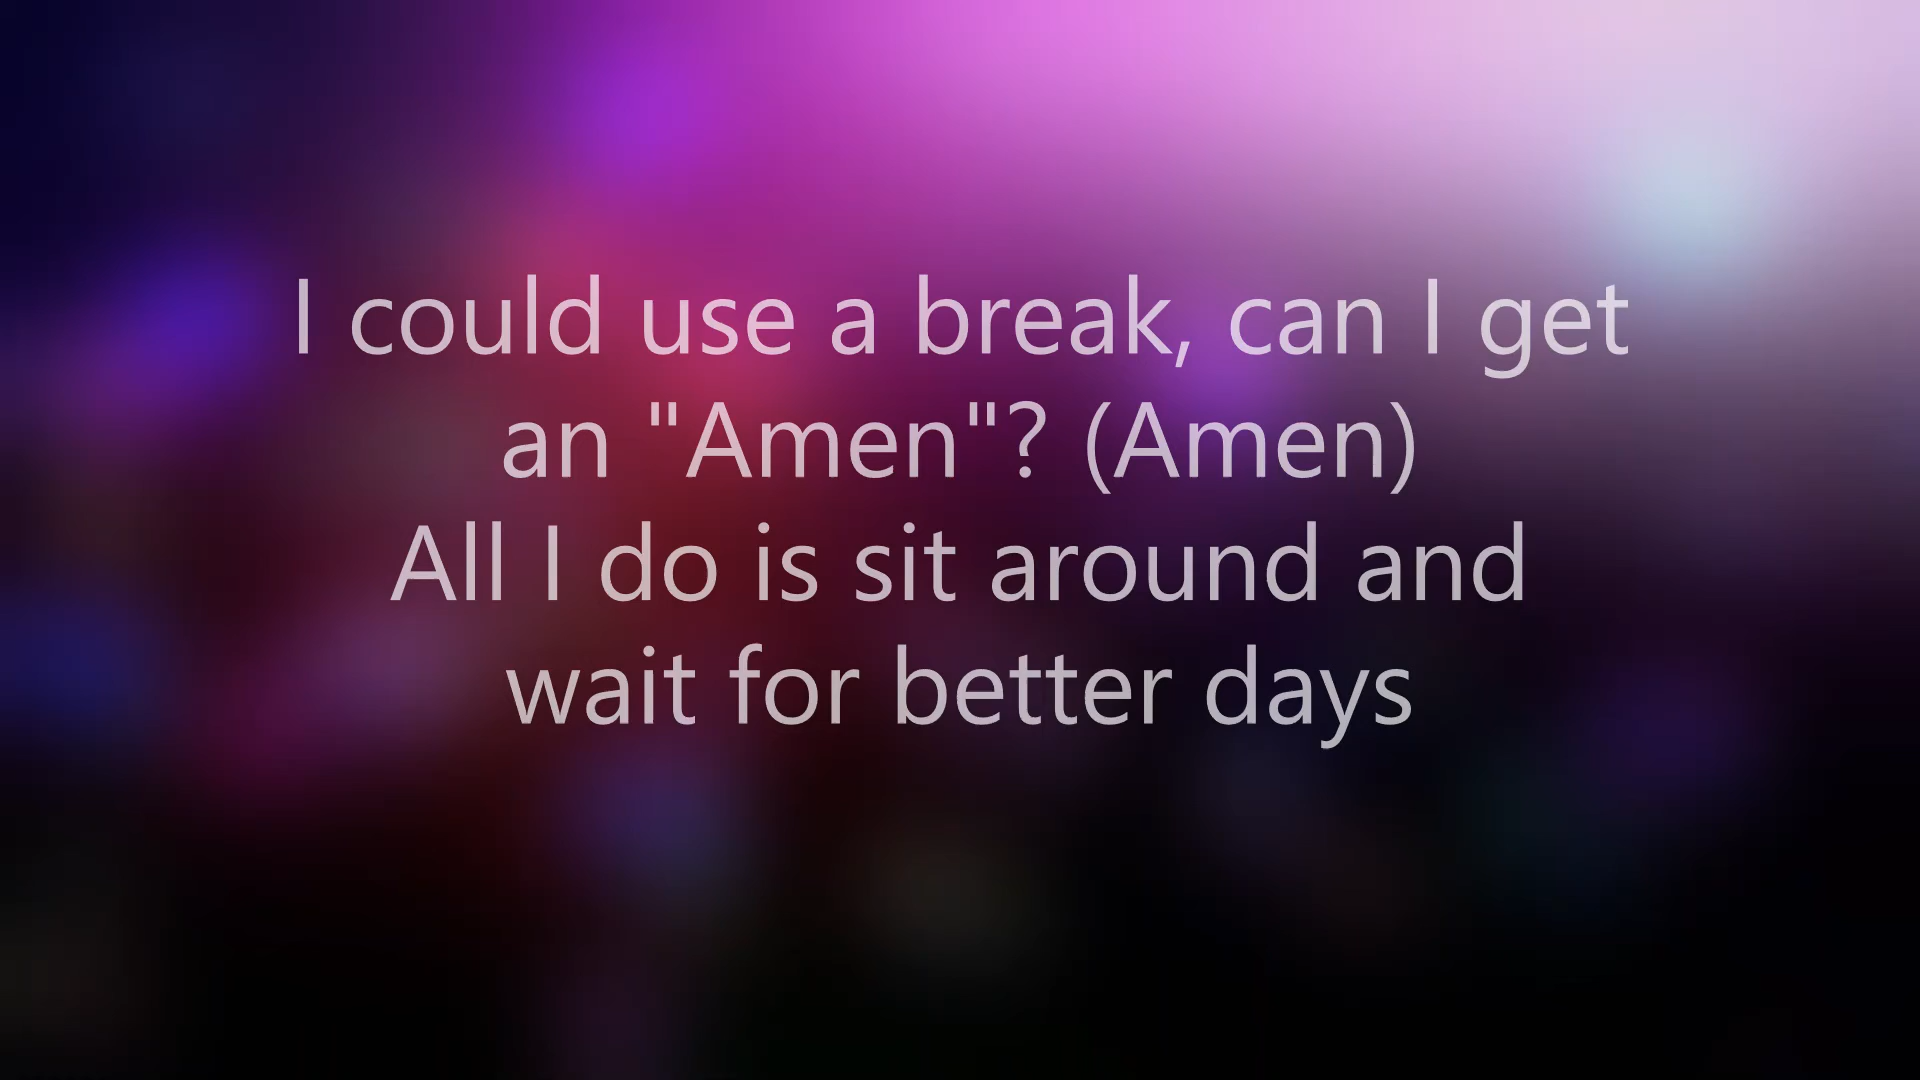 I could use a break, can I get
an "Amen"? (Amen)
All I do is sit around and
wait for better days